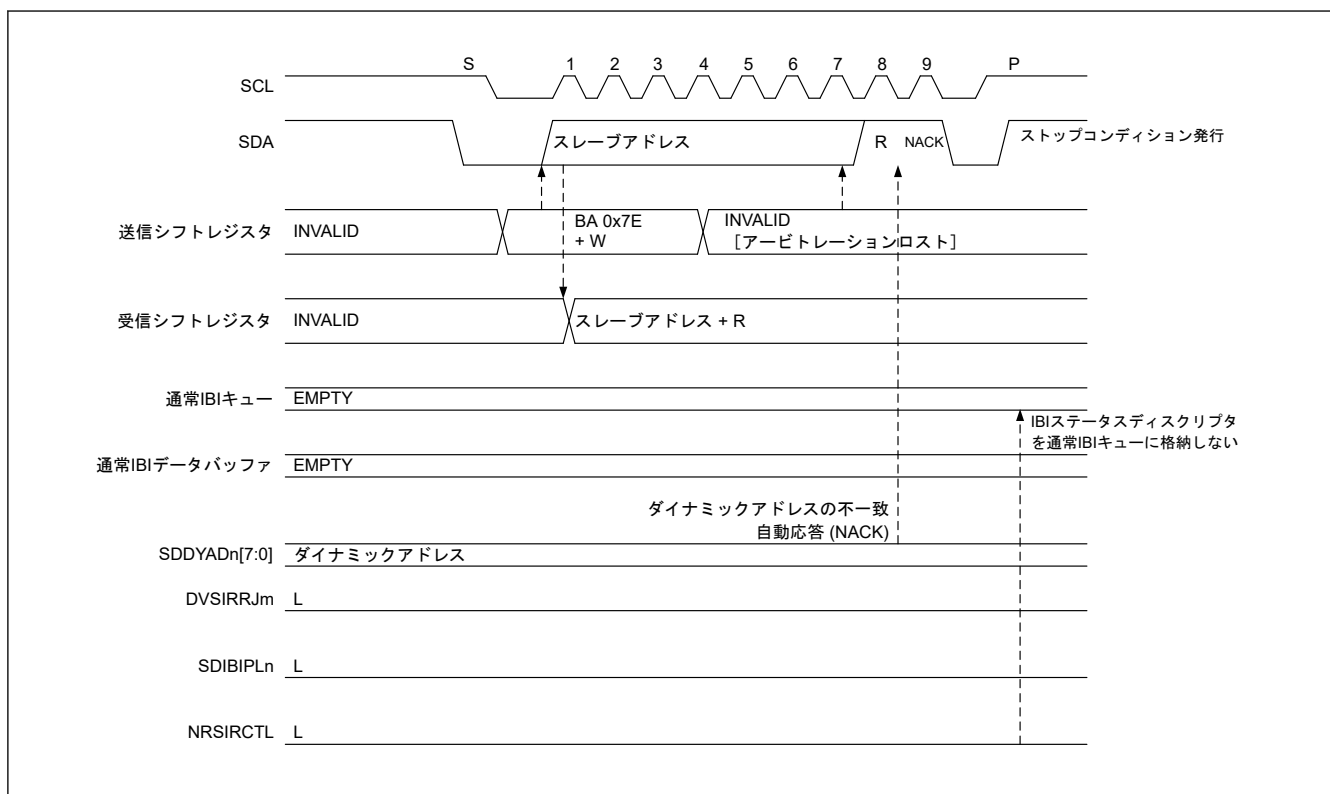 S 1 2 3 4 5 6 7 8 9 P
SCL
SDA スレーブアドレス R NACK ストップコンディション発行
送信シフトレジスタ INVALID BA 0x7E INVALID
+ W [アービトレーションロスト]
受信シフトレジスタ INVALID スレーブアドレス + R
通常IBIキュー EMPTY
IBIステータスディスクリプタ
を通常IBIキューに格納しない
通常IBIデータバッファ EMPTY
ダイナミックアドレスの不一致
自動応答 (NACK)
SDDYADn[7:0] ダイナミックアドレス
DVSIRRJm L
SDIBIPLn L
NRSIRCTL L